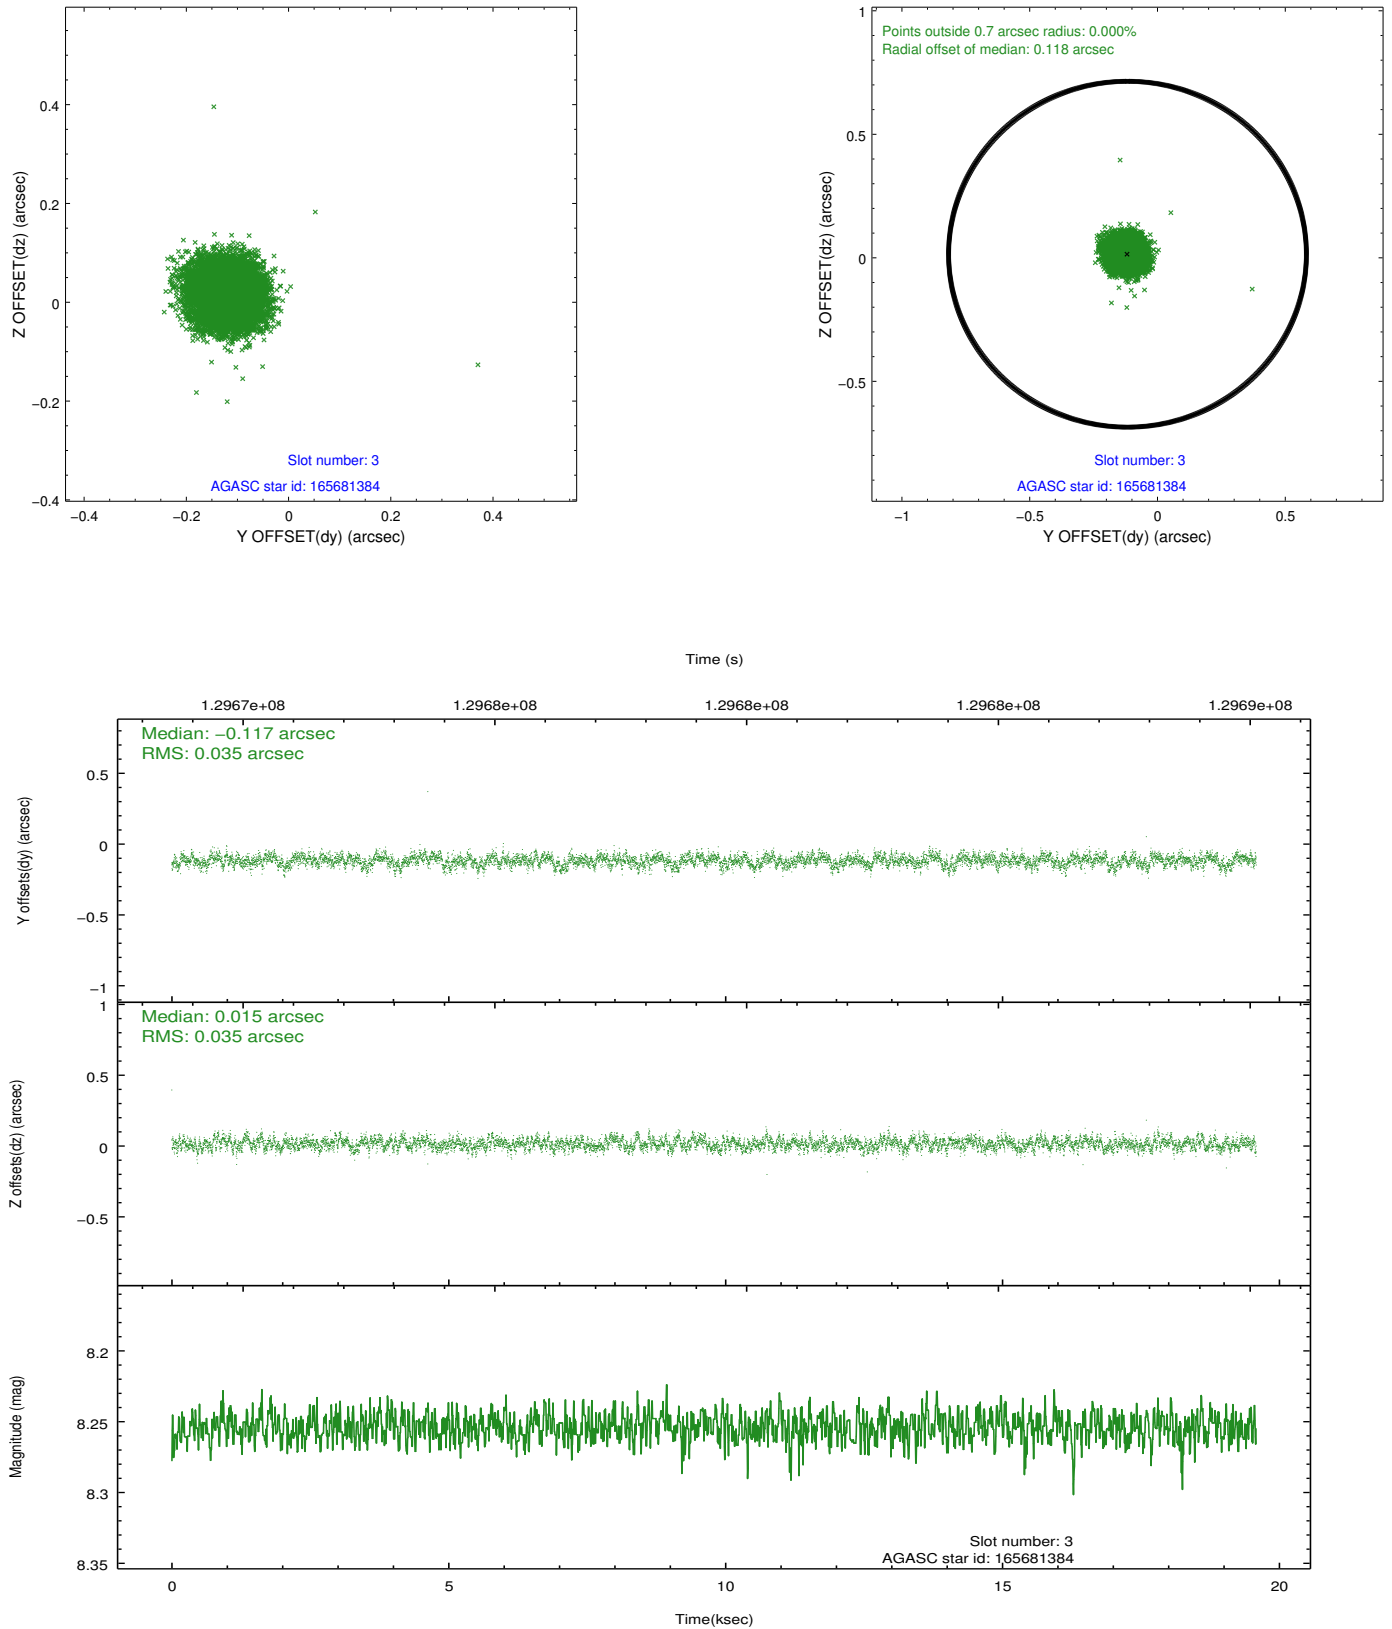 0.4
0.2
0
−0.2
−0.4
Z OFFSET(dz) (arcsec)
Slot number: 3
AGASC star id: 165681384
−0.4
−0.2
0
0.2
0.4
Y OFFSET(dy) (arcsec)
Points outside 0.7 arcsec radius: 0.000%
Radial offset of median: 0.118 arcsec
1
0.5
0
−0.5
Z OFFSET(dz) (arcsec)
Slot number: 3
AGASC star id: 165681384
−1
−0.5
0
0.5
Y OFFSET(dy) (arcsec)
Time (s)
1.2967e+08
1.2968e+08
1.2968e+08
1.2968e+08
1.2969e+08
Median: −0.117 arcsec
RMS: 0.035 arcsec
0.5
0
−0.5
−1
Y offsets(dy) (arcsec)
Median: 0.015 arcsec
RMS: 0.035 arcsec
1
0.5
0
−0.5
Z offsets(dz) (arcsec)
8.2
8.25
8.3
8.35
Magnitude (mag)
Slot number: 3
AGASC star id: 165681384
0
5
10
15
20
Time(ksec)